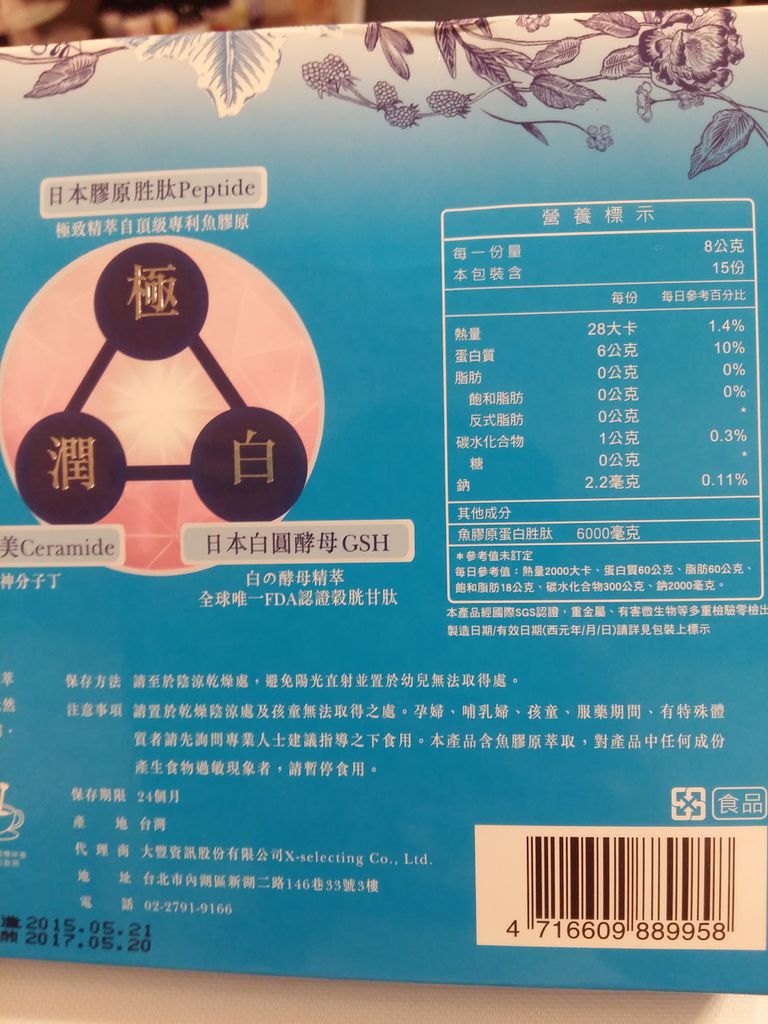 日本膠原胜肽Peptide
極致精萃自頂級專利魚膠原
極
潤
白
美Ceramide
神分子丁
日本白圓酵母GSH
白の酵母精萃
全球唯一FDA認證穀胱甘肽
營養標示
每一份量 8公克
本包裝含 15份
每份 每日參考百分比
熱量 28大卡 1.4%
蛋白質 6公克 10%
脂肪 0公克 0%
飽和脂肪 0公克 0%
反式脂肪 0公克 *
碳水化合物 1公克 0.3%
糖 0公克 *
鈉 2.2毫克 0.11%
其他成分
魚膠原蛋白胜肽 6000毫克
*參考值未訂定
每日參考值：熱量2000大卡、蛋白質60公克、脂肪60公克、
飽和脂肪18公克、碳水化合物300公克、鈉2000毫克。
本產品經國際SGS認證，重金屬、有害微生物等多重檢驗零檢出
製造日期/有效日期(西元年/月/日)請詳見包裝上標示
萃
然
保存方法 請至於陰涼乾燥處，避免陽光直射並置於幼兒無法取得處。
注意事項 請置於乾燥陰涼處及孩童無法取得之處。孕婦、哺乳婦、孩童、服藥期間、有特殊體
質者請先詢問專業人士建議指導之下食用。本產品含魚膠原萃取，對產品中任何成份
產生食物過敏現象者，請暫停食用。
保存期限 24個月
產地 台灣
代理商 大豐資訊股份有限公司X-selecting Co., Ltd.
地址 台北市內湖區新湖二路146巷33號3樓
電話 02-2791-9166
食品
2015.05.21
2017.05.20
4 716609 889958